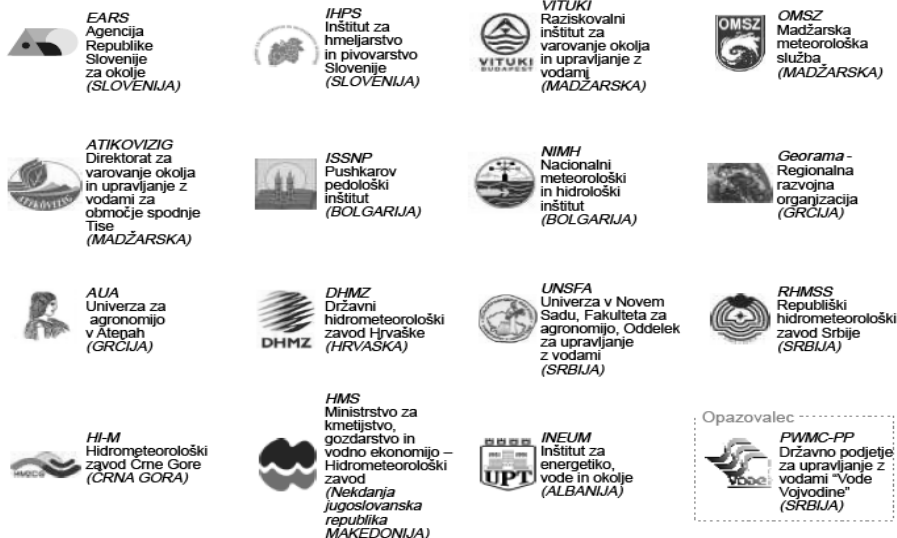 EARS
Agencija
Republike
Slovenije
za okolje
(SLOVENIJA)
IHPS
Inštitut za
hmeljarstvo
in pivovarstvo
Slovenije
(SLOVENIJA)
VITUKI
BUDAPEST
VITUKI
Raziskovalni
inštitut za
varovanje okolja
in upravljanje z
vodami
(MADŽARSKA)
OMSZ
OMSZ
Madžarska
meteorološka
služba
(MADŽARSKA)
ATIKÖVIZIG
ATIKOVIZIG
Direktorat za
varovanje okolja
in upravljanje z
vodami za
območje spodnje
Tise
(MADŽARSKA)
ISSNP
Pushkarov
pedološki
inštitut
(BOLGARIJA)
NIMH
Nacionalni
meteorološki
in hidrološki
inštitut
(BOLGARIJA)
Georama -
Regionalna
razvojna
organizacija
(GRČIJA)
AUA
Univerza za
agronomijo
v Atenah
(GRČIJA)
DHMZ
DHMZ
Državni
hidrometeorološki
zavod Hrvaške
(HRVAŠKA)
UNSFA
Univerza v Novem
Sadu, Fakulteta za
agronomijo, Oddelek
za upravljanje
z vodami
(SRBIJA)
RHMSS
Republiški
hidrometeorološki
zavod Srbije
(SRBIJA)
HI-M
Hidrometeorološki
zavod Črne Gore
(ČRNA GORA)
HMS
Ministrstvo za
kmetijstvo,
gozdarstvo in
vodno ekonomijo –
Hidrometeorološki
zavod
(Nekdanja
jugoslovanska
republika
MAKEDONIJA)
UPT
INEUM
Inštitut za
energetiko,
vode in okolje
(ALBANIJA)
Opazovalec
PWMC-PP
Državno podjetje
za upravljanje z
vodami “Vode
Vojvodine”
(SRBIJA)